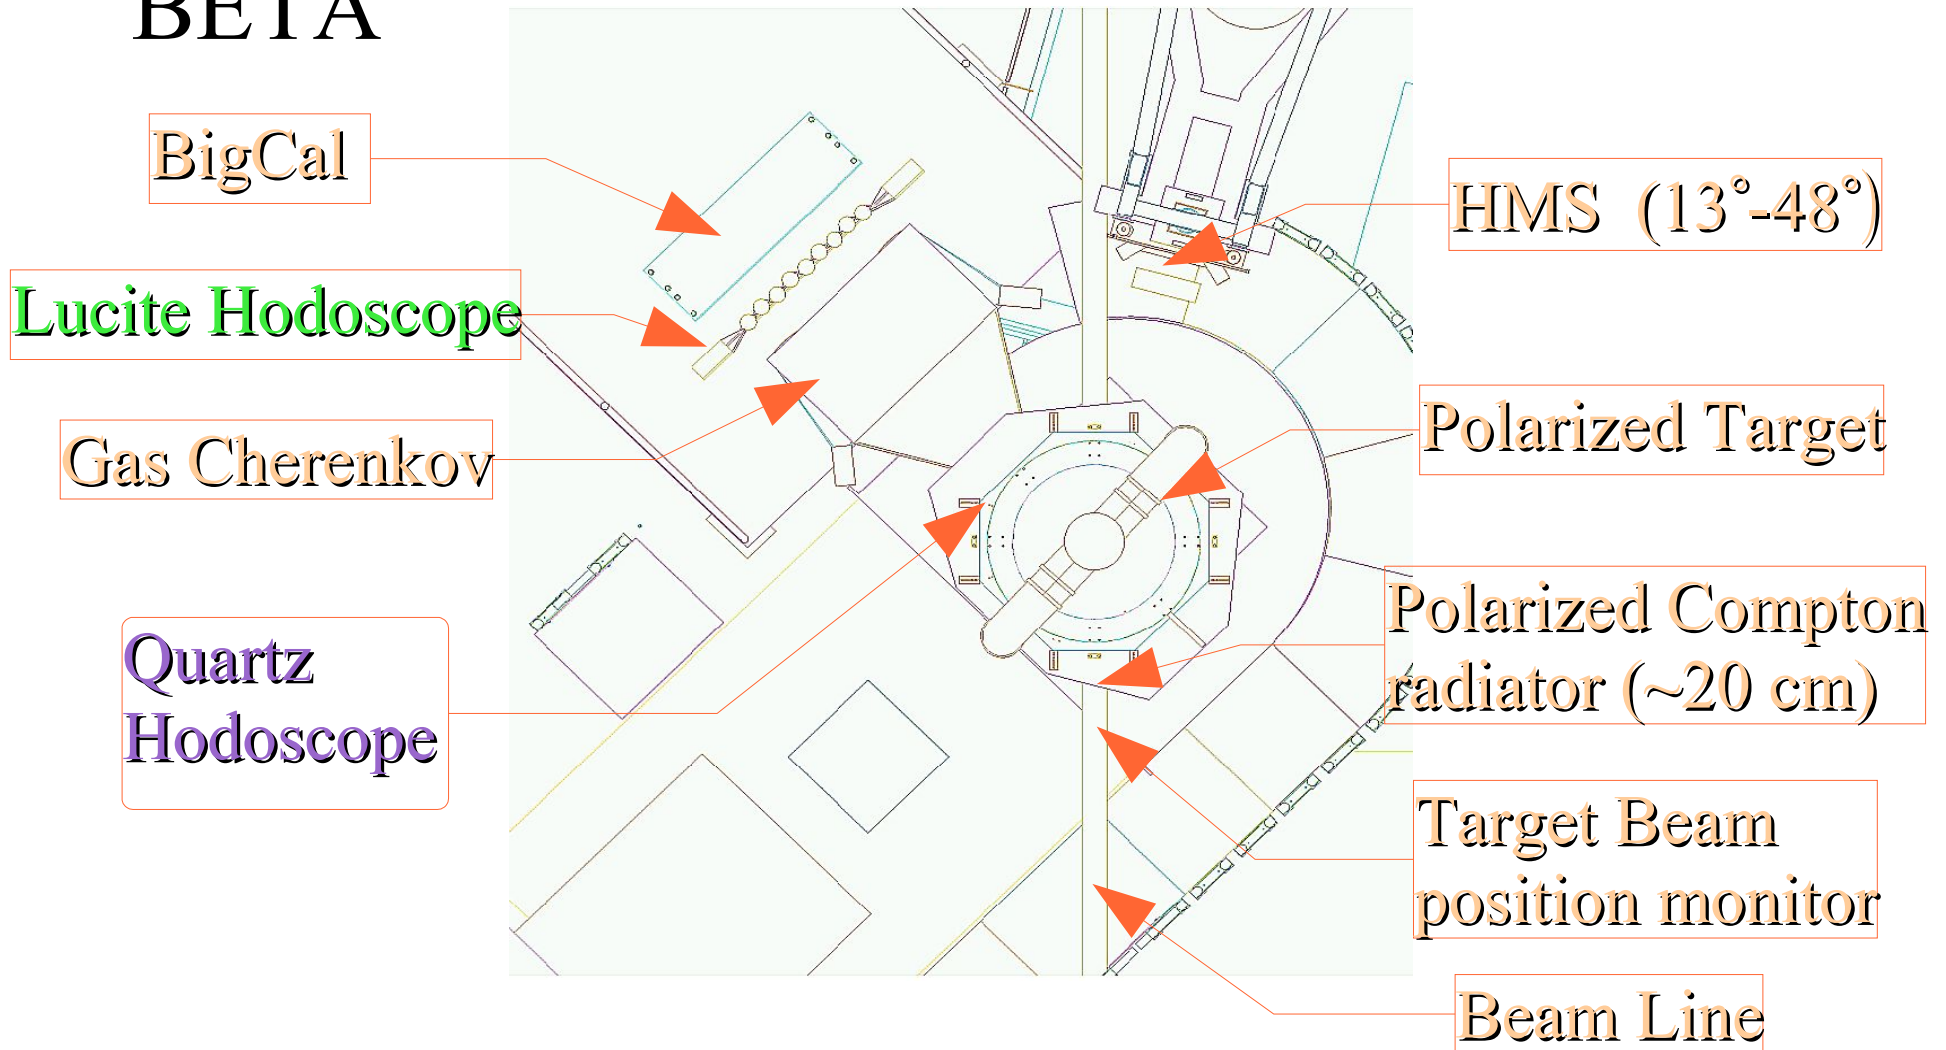 BETA
BigCal
Lucite Hodoscope
Gas Cherenkov
Quartz
Hodoscope
HMS (13°-48°)
Polarized Target
Polarized Compton
radiator (~20 cm)
Target Beam
position monitor
Beam Line